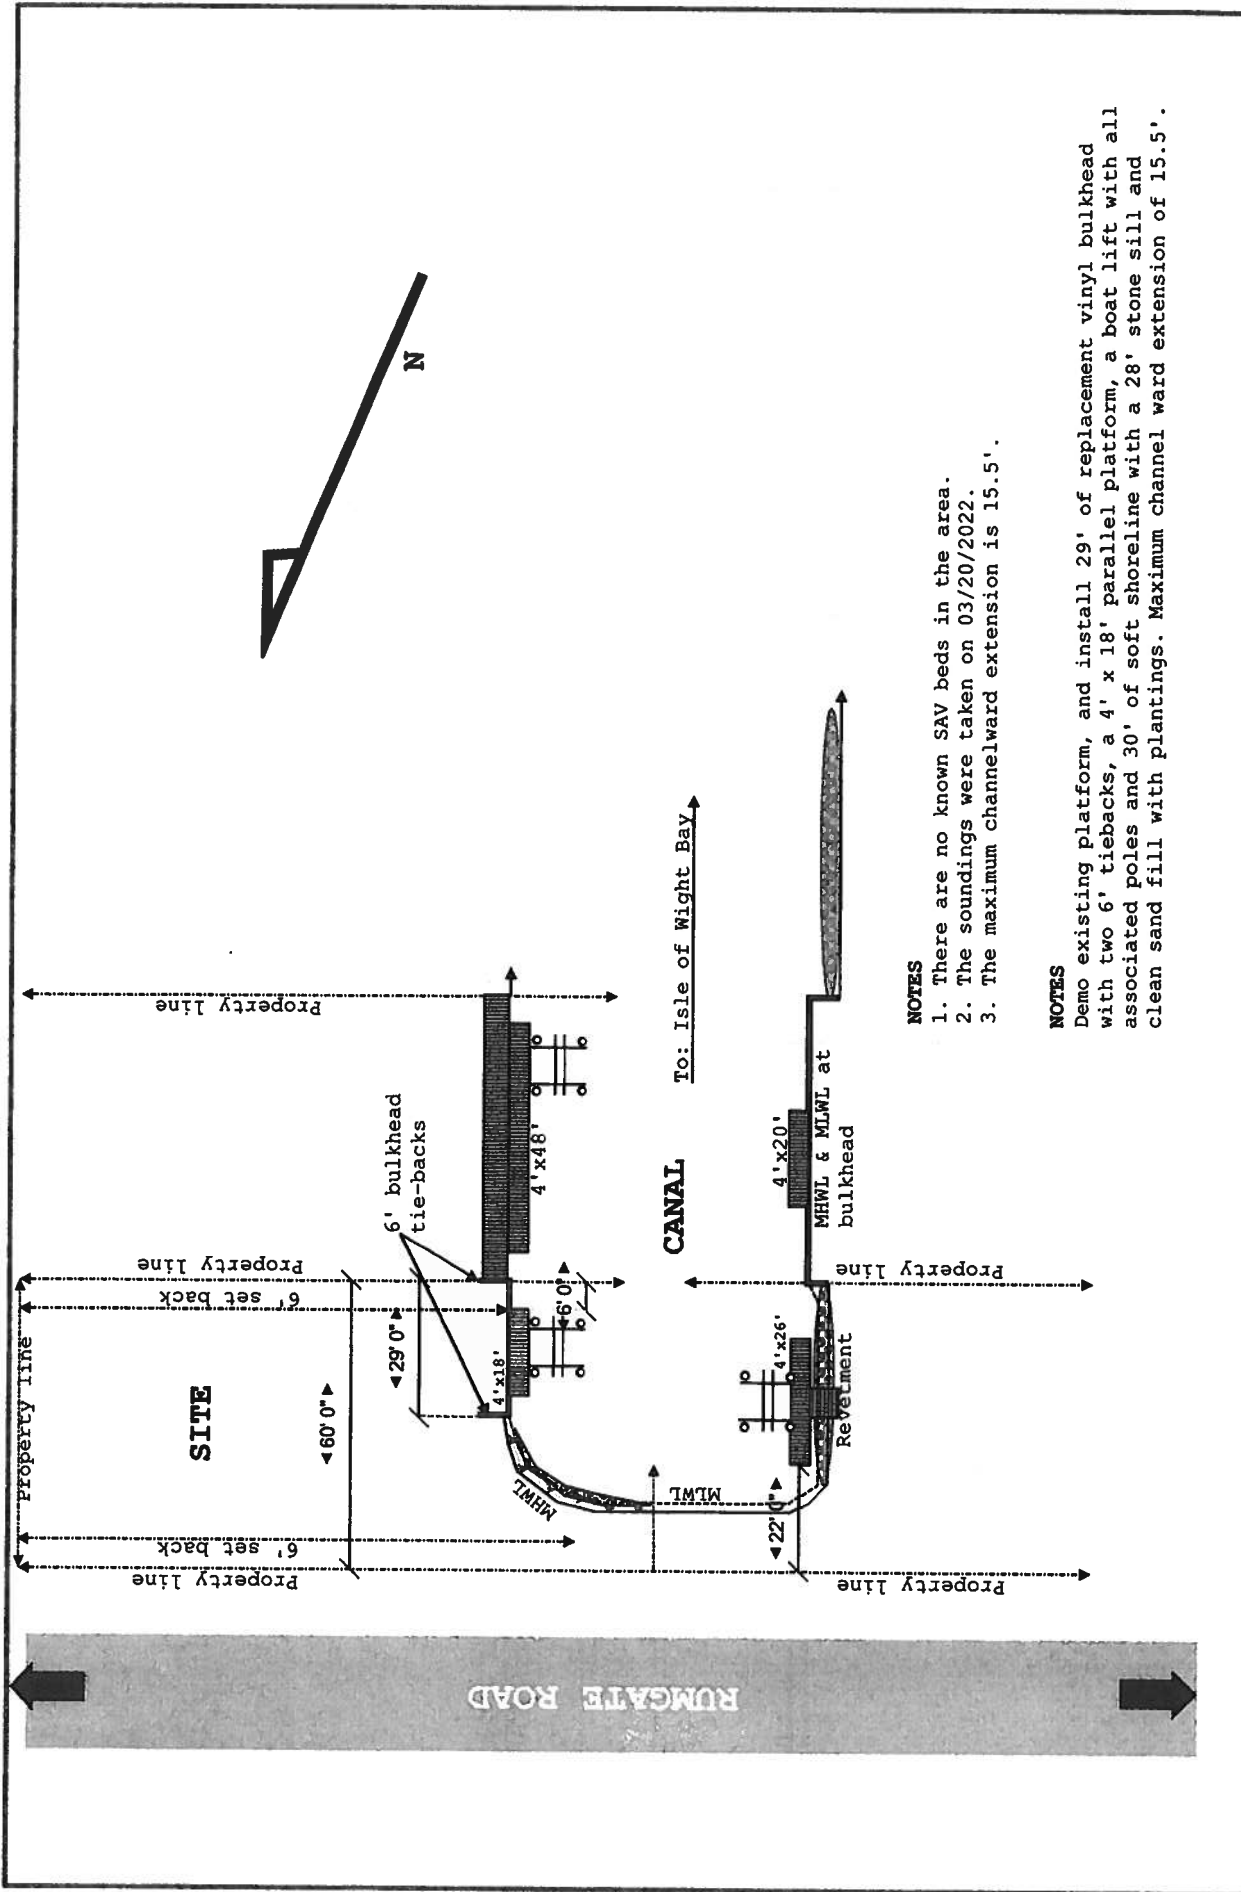 Property line
SITE
◄60'0"►
6' set back
6' set back
Property line
Property line
Property line
6' bulkhead
tie-backs
◄29'0"►
4'x18'
4'x48'
◄6'0"►
MHWL
MLWL
CANAL
To: Isle of Wight Bay
◄22'0"►
4'x26'
Revetment
4'x20'
MHWL & MLWL at
bulkhead
Property line
Property line
RUMGATE ROAD
N
NOTES
1. There are no known SAV beds in the area.
2. The soundings were taken on 03/20/2022.
3. The maximum channelward extension is 15.5'.
NOTES
Demo existing platform, and install 29' of replacement vinyl bulkhead
with two 6' tiebacks, a 4' x 18' parallel platform, a boat lift with all
associated poles and 30' of soft shoreline with a 28' stone sill and
clean sand fill with plantings. Maximum channel ward extension of 15.5'.